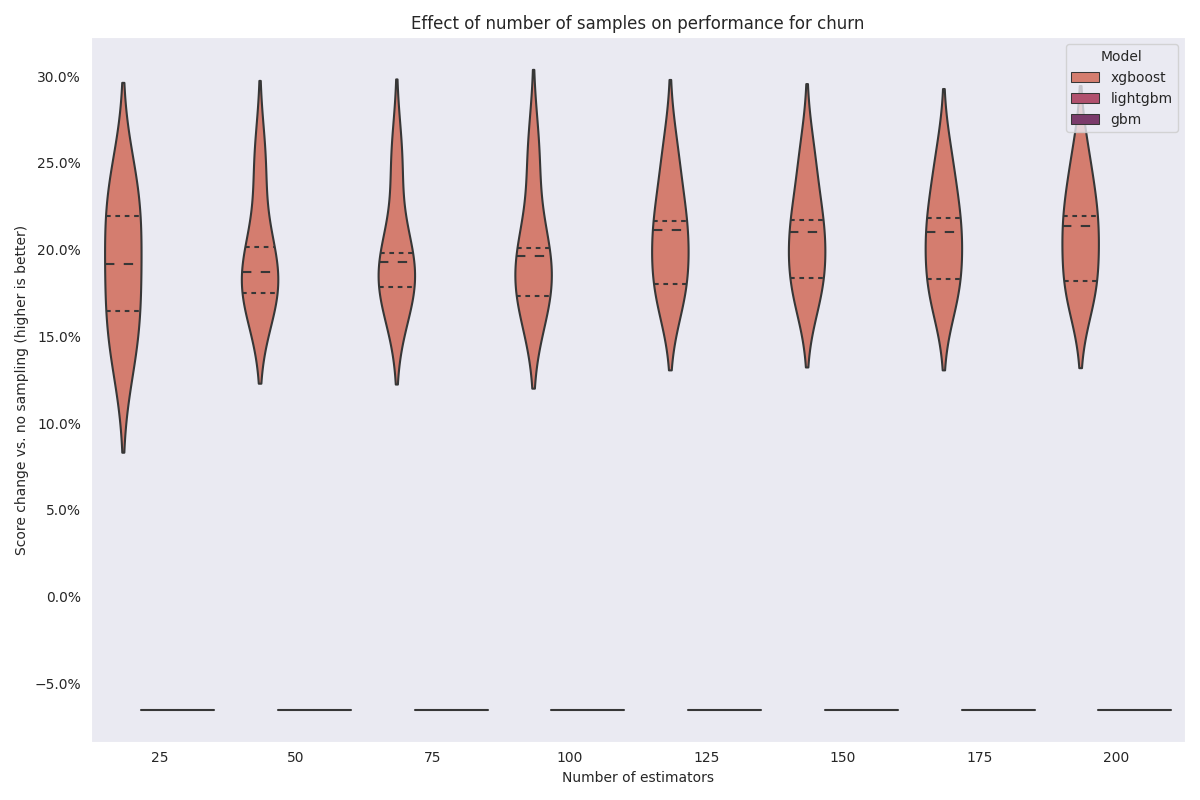 Effect of number of samples on performance for churn
Model
xgboost
lightgbm
gbm
Score change vs. no sampling (higher is better)
30.0%
25.0%
20.0%
15.0%
10.0%
5.0%
0.0%
−5.0%
25 50 75 100 125 150 175 200
Number of estimators